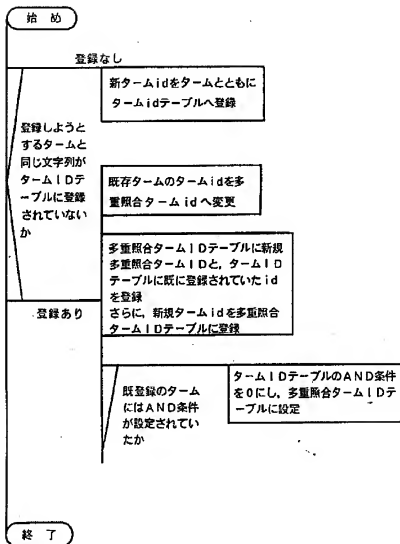 始 め
登録なし
新タームidをタームとともに
タームidテーブルへ登録
登録しようと
するタームと
同じ文字列が
タームIDテ
ーブルに登録
されていない
か
既存タームのタームidを多
重照合タームidへ変更
多重照合タームIDテーブルに新規
多重照合タームIDと,タームID
テーブルに既に登録されていたid
を登録
さらに,新規タームidを多重照合
タームIDテーブルに登録
登録あり
既登録のターム
にはAND条件
が設定されてい
たか
タームIDテーブルのAND条件
を0にし,多重照合タームIDテ
ーブルに設定
終 了